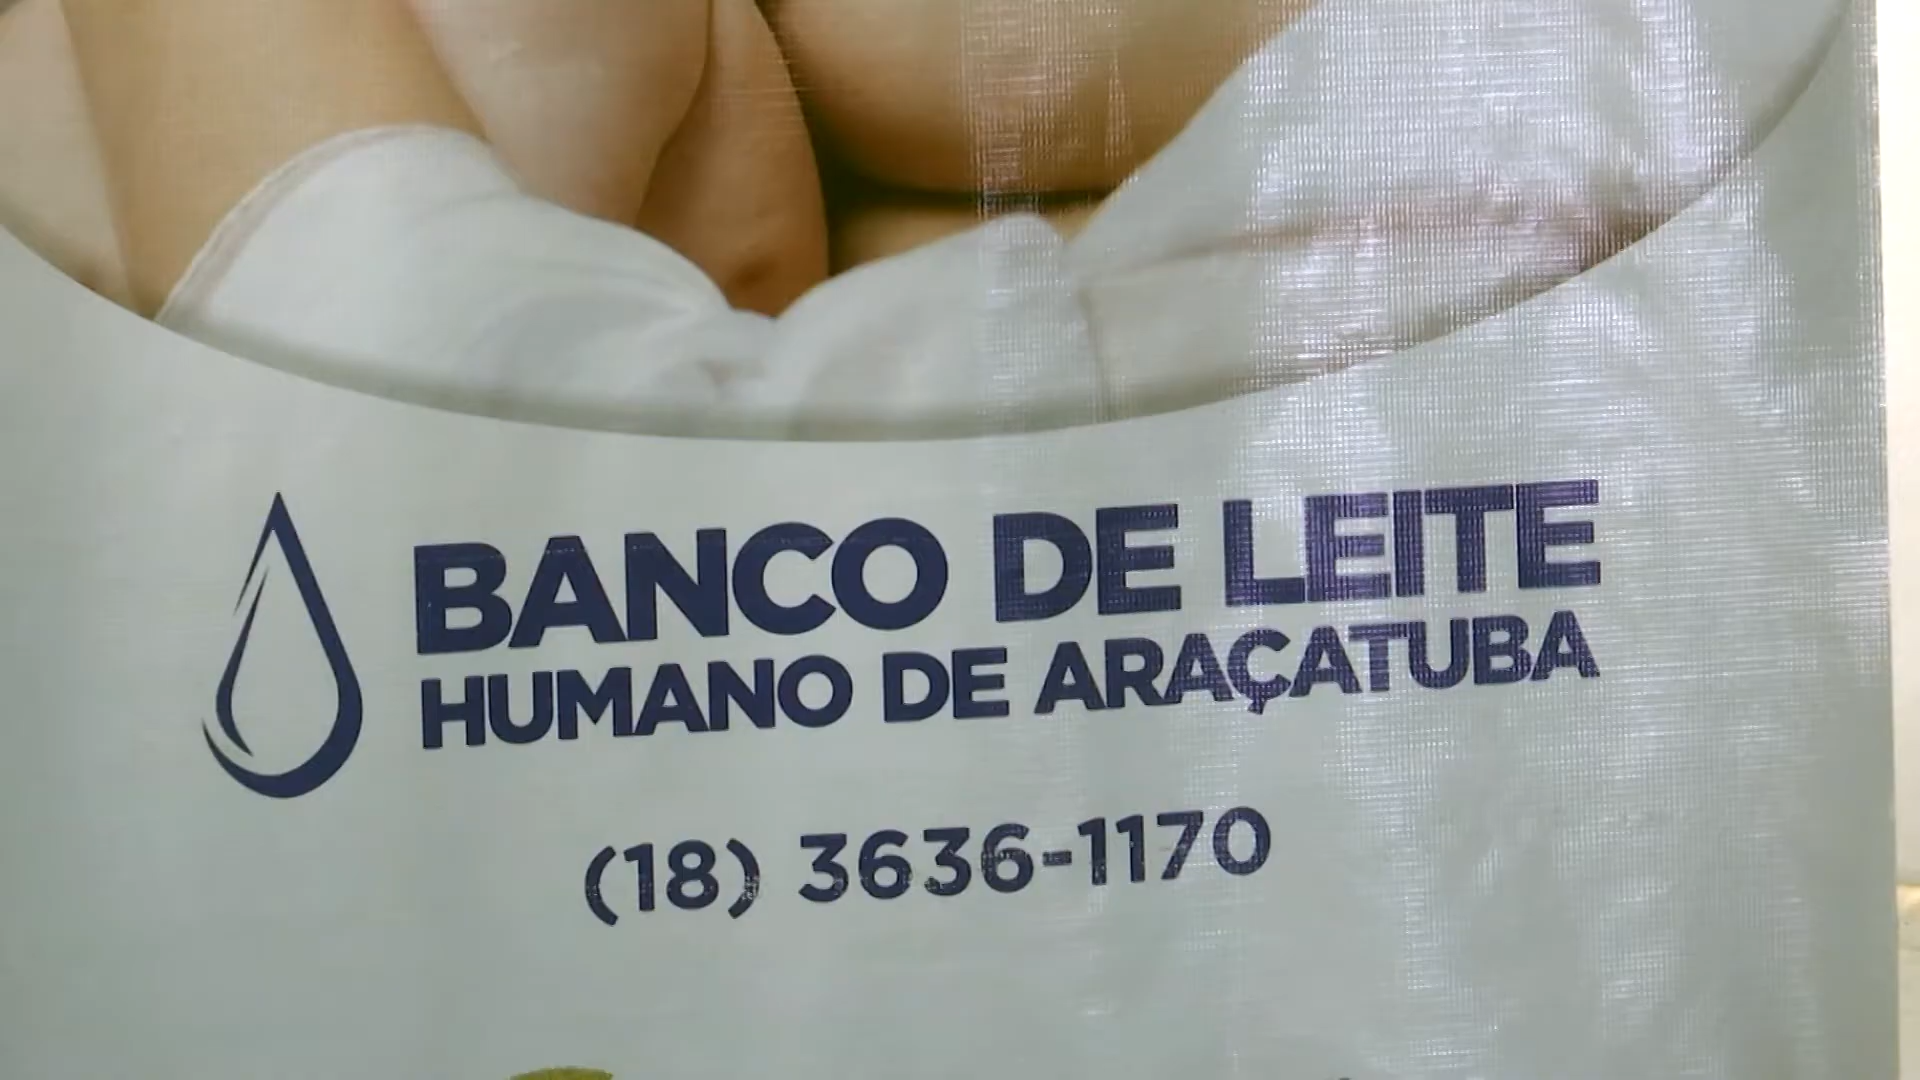 BANCO DE LEITE
HUMANO DE ARAÇATUBA
(18) 3636-1170